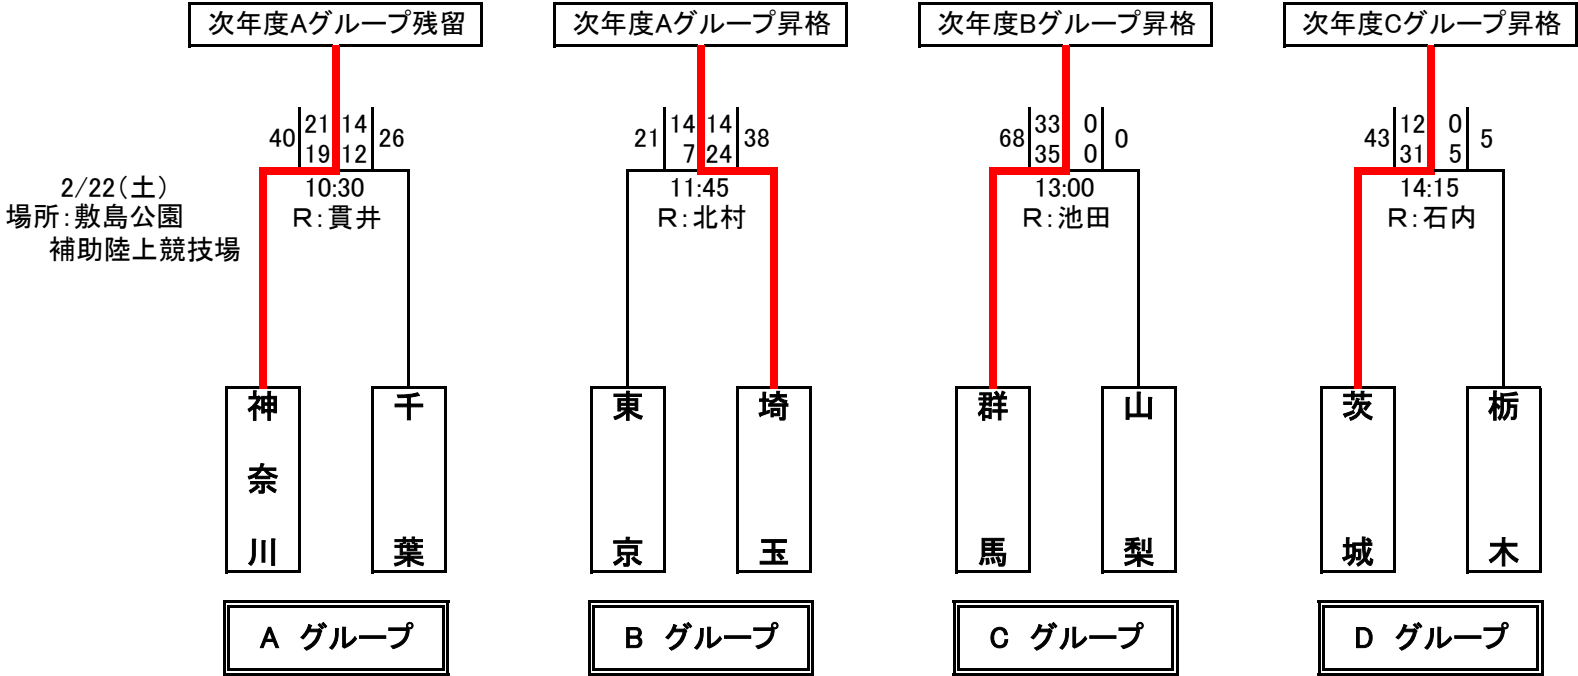 次年度Aグループ残留
次年度Aグループ昇格
次年度Bグループ昇格
次年度Cグループ昇格
40 21 14 26
19 12
21 14 14 38
7 24
68 33 0 0
35 0
43 12 0 5
31 5
2/22(土)
場所:敷島公園
補助陸上競技場
10:30
R:貫井
11:45
R:北村
13:00
R:池田
14:15
R:石内
神奈川
千葉
東京
埼玉
群馬
山梨
茨城
栃木
A グループ
B グループ
C グループ
D グループ